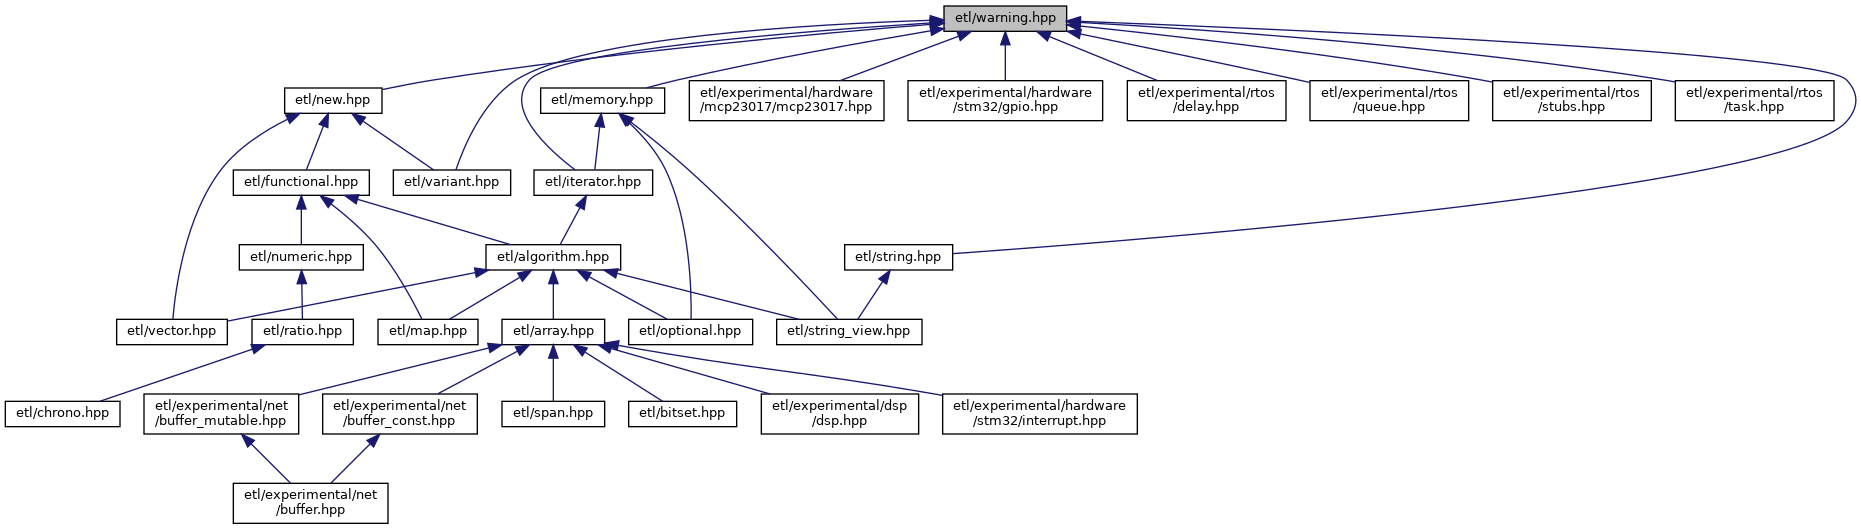 etl/warning.hpp
etl/new.hpp
etl/memory.hpp
etl/experimental/hardware
/mcp23017/mcp23017.hpp
etl/experimental/hardware
/stm32/gpio.hpp
etl/experimental/rtos
/delay.hpp
etl/experimental/rtos
/queue.hpp
etl/experimental/rtos
/stubs.hpp
etl/experimental/rtos
/task.hpp
etl/functional.hpp
etl/variant.hpp
etl/iterator.hpp
etl/numeric.hpp
etl/algorithm.hpp
etl/string.hpp
etl/vector.hpp
etl/ratio.hpp
etl/map.hpp
etl/array.hpp
etl/optional.hpp
etl/string_view.hpp
etl/chrono.hpp
etl/experimental/net
/buffer_mutable.hpp
etl/experimental/net
/buffer_const.hpp
etl/span.hpp
etl/bitset.hpp
etl/experimental/dsp
/dsp.hpp
etl/experimental/hardware
/stm32/interrupt.hpp
etl/experimental/net
/buffer.hpp